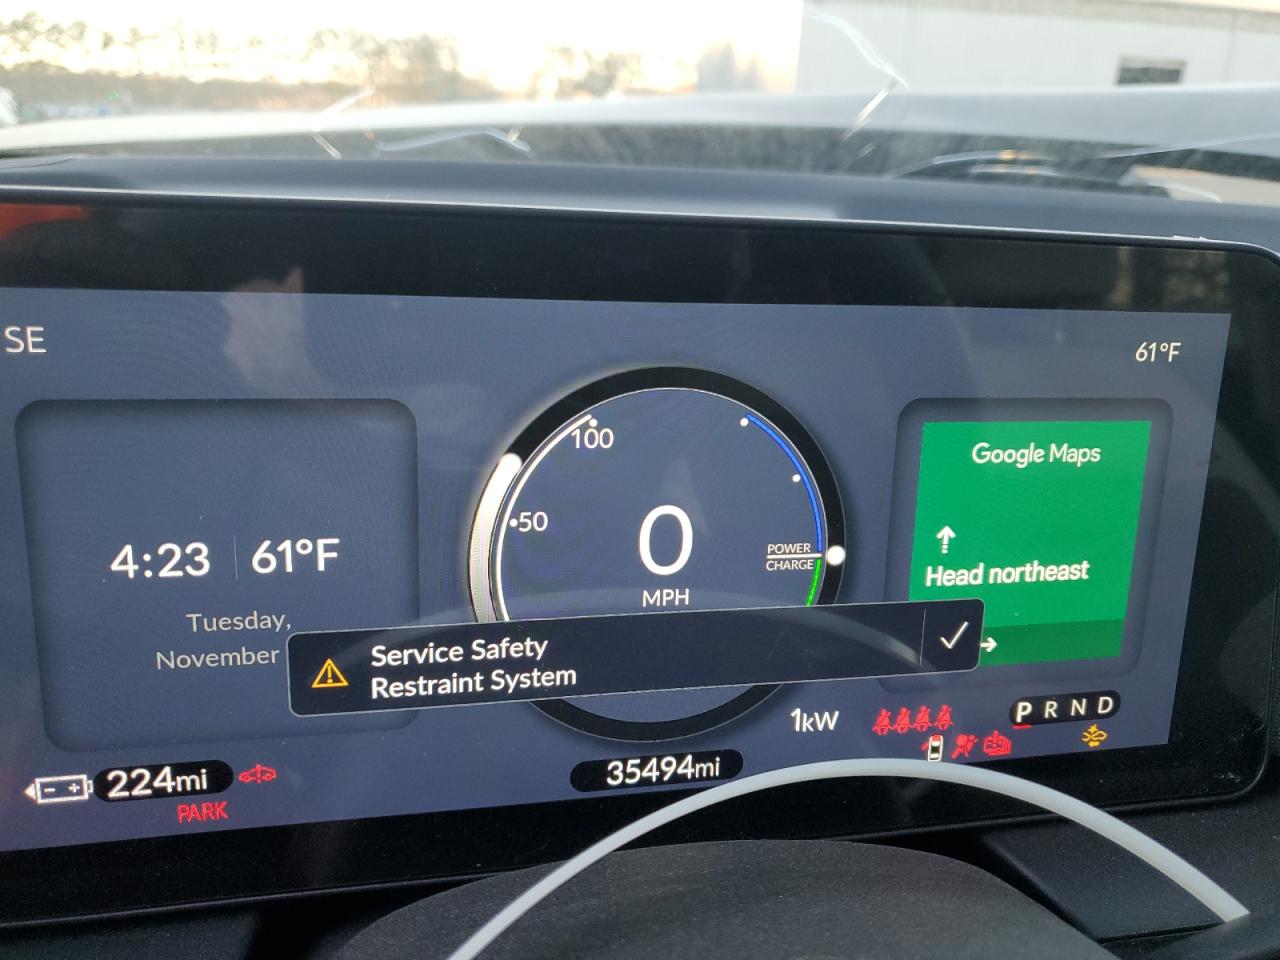 SE
61°F
100
50
0
MPH
POWER
CHARGE
4:23
61°F
Tuesday,
November
Google Maps
Head northeast
Service Safety
Restraint System
1kW
P R N D
224mi
PARK
35494mi